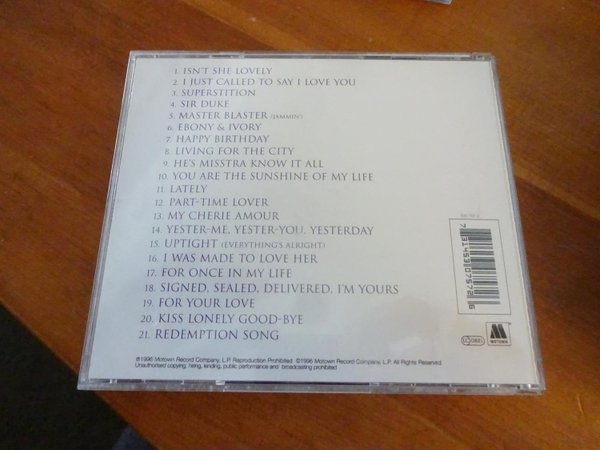 1. ISN'T SHE LOVELY
2. I JUST CALLED TO SAY I LOVE YOU
3. SUPERSTITION
4. SIR DUKE
5. MASTER BLASTER (JAMMIN')
6. EBONY & IVORY
7. HAPPY BIRTHDAY
8. LIVING FOR THE CITY
9. HE'S MISSTRA KNOW IT ALL
10. YOU ARE THE SUNSHINE OF MY LIFE
11. LATELY
12. PART-TIME LOVER
13. MY CHERIE AMOUR
14. YESTER-ME, YESTER-YOU, YESTERDAY
15. UPTIGHT (EVERYTHING'S ALRIGHT)
16. I WAS MADE TO LOVE HER
17. FOR ONCE IN MY LIFE
18. SIGNED, SEALED, DELIVERED, I'M YOURS
19. FOR YOUR LOVE
20. KISS LONELY GOOD-BYE
21. REDEMPTION SONG
7 31453 07572 6
MOTOWN
℗1996 Motown Record Company, L.P. Reproduction Prohibited. ©1996 Motown Record Company, L.P. All Rights Reserved.
Unauthorised copying, hiring, lending, public performance and broadcasting prohibited